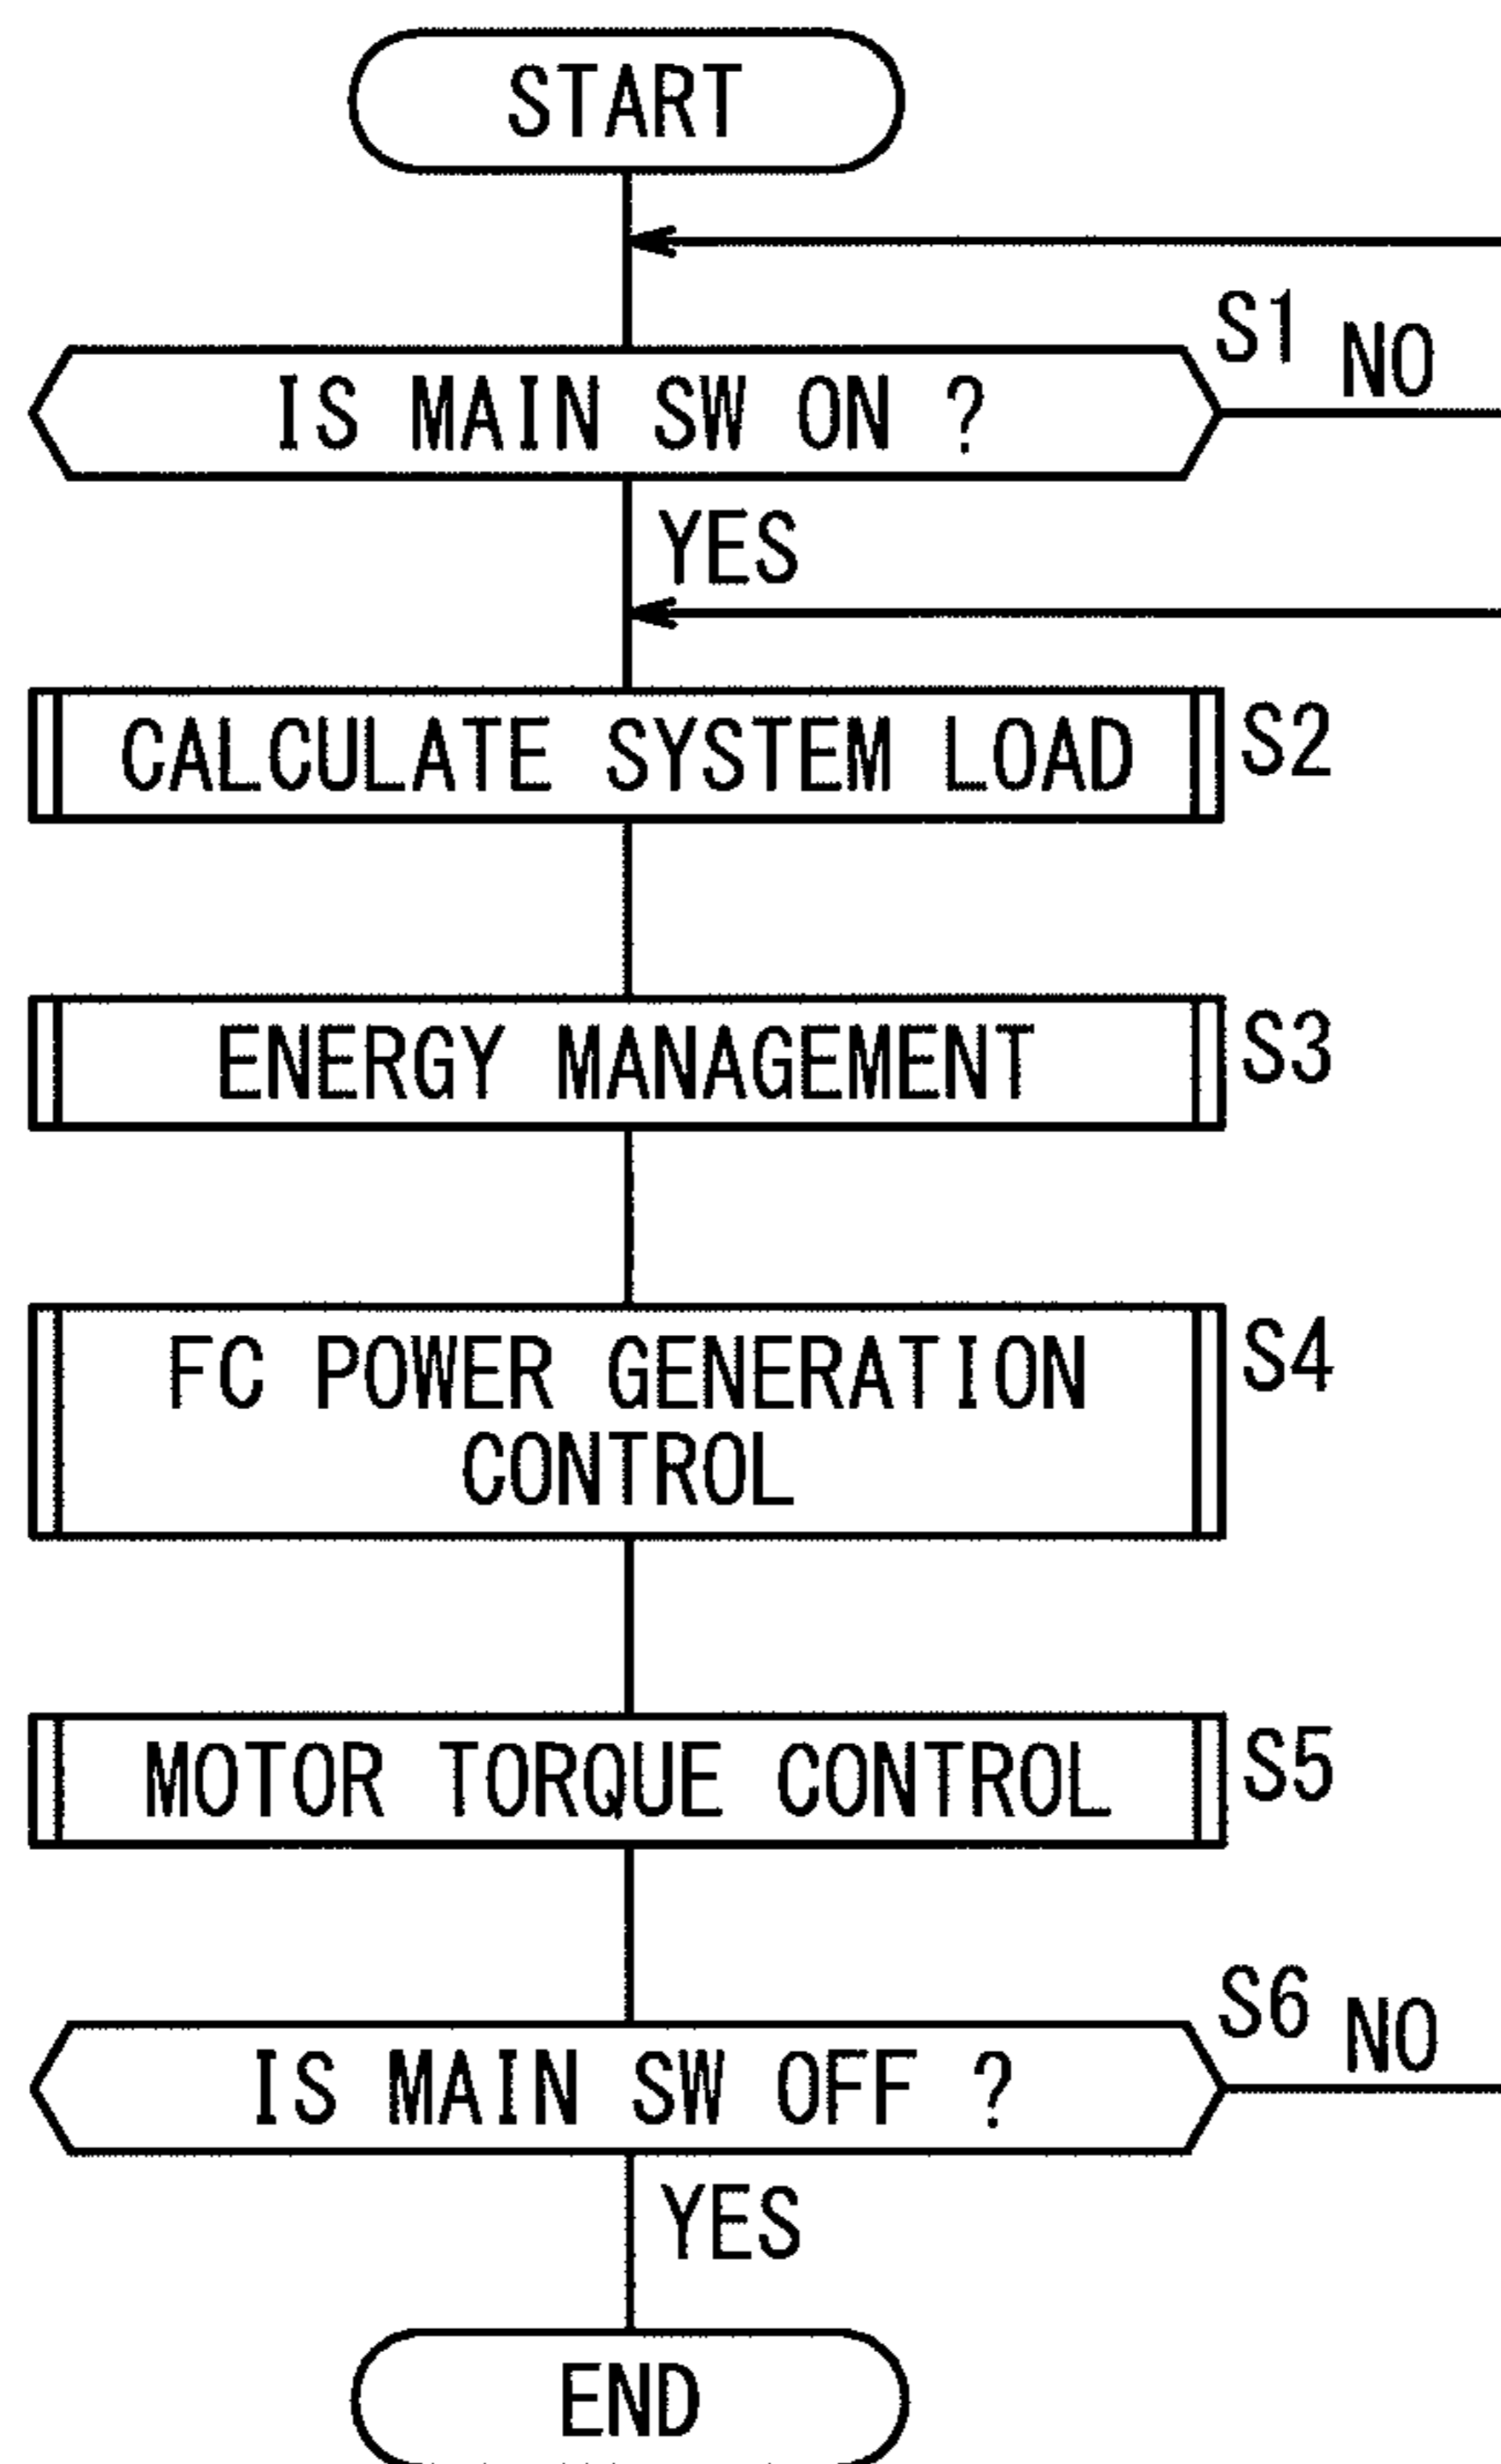 START
S1 NO
IS MAIN SW ON ?
YES
CALCULATE SYSTEM LOAD S2
ENERGY MANAGEMENT S3
FC POWER GENERATION S4
CONTROL
MOTOR TORQUE CONTROL S5
S6 NO
IS MAIN SW OFF ?
YES
END